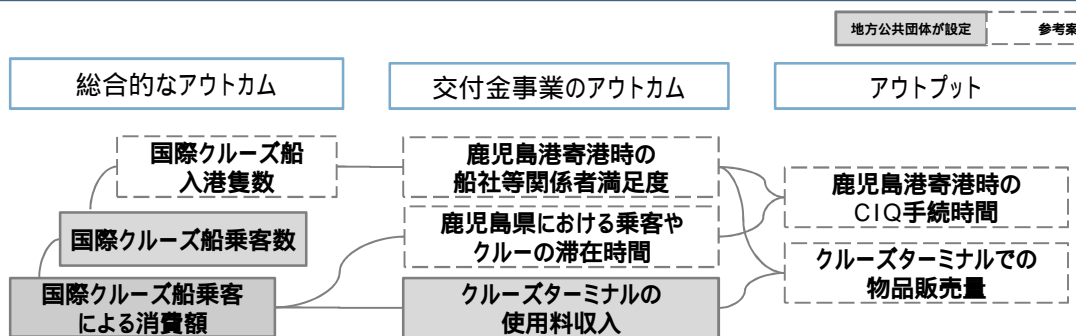 地方公共団体が設定
参考案
総合的なアウトカム
交付金事業のアウトカム
アウトプット
国際クルーズ船
入港隻数
鹿児島港寄港時の
船社等関係者満足度
鹿児島港寄港時の
CIQ手続時間
国際クルーズ船乗客数
鹿児島県における乗客や
クルーの滞在時間
クルーズターミナルでの
物品販売量
国際クルーズ船乗客
による消費額
クルーズターミナルの
使用料収入